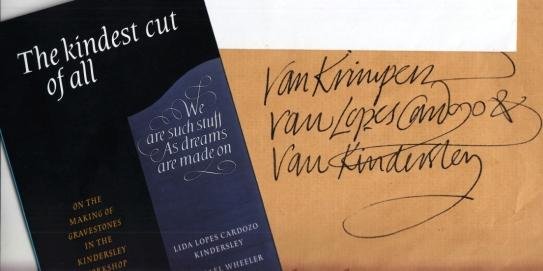 The kindest cut
of all
We
are such stuff
As dreams
are made on
ON THE
MAKING OF
GRAVESTONES
IN THE
KINDERSLEY
LIDA LOPES CARDOZO
KINDERSLEY
WHEELER
Van Krimpen
van Lopes Cardozo &
Van Kindersley